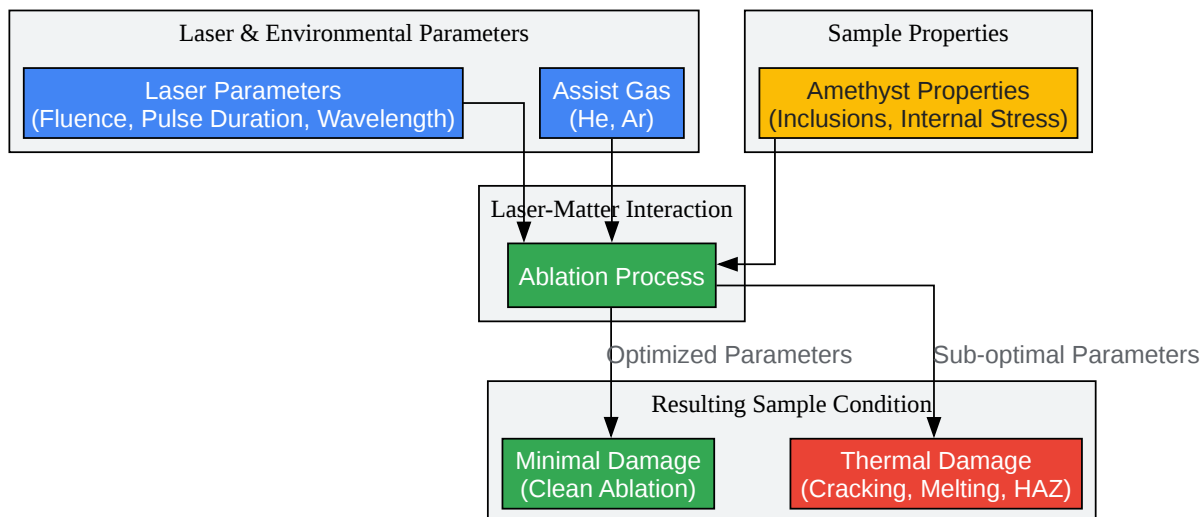 Laser & Environmental Parameters
Sample Properties
Laser Parameters
(Fluence, Pulse Duration, Wavelength)
Assist Gas
(He, Ar)
Amethyst Properties
(Inclusions, Internal Stress)
Laser-Matter Interaction
Ablation Process
Optimized Parameters
Sub-optimal Parameters
Resulting Sample Condition
Minimal Damage
(Clean Ablation)
Thermal Damage
(Cracking, Melting, HAZ)